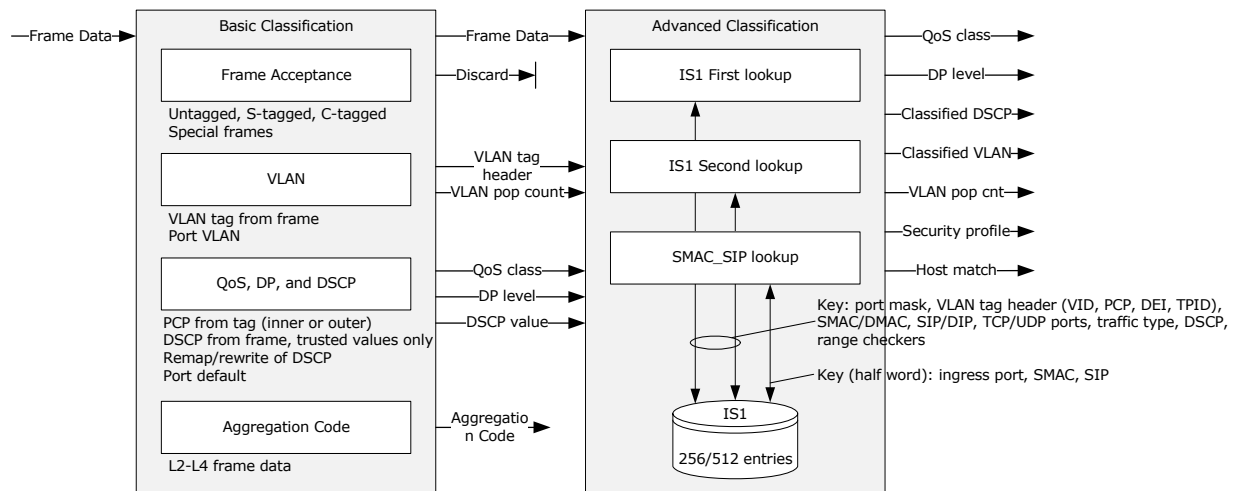 Basic Classification
Advanced Classification
Frame Data
Frame Data
QoS class
Frame Acceptance
IS1 First lookup
Discard
DP level
Untagged, S-tagged, C-tagged
Special frames
Classified DSCP
VLAN tag
header
VLAN
IS1 Second lookup
Classified VLAN
VLAN pop count
VLAN pop cnt
VLAN tag from frame
Port VLAN
Security profile
SMAC_SIP lookup
QoS, DP, and DSCP
QoS class
Host match
DP level
DSCP value
PCP from tag (inner or outer)
DSCP from frame, trusted values only
Remap/rewrite of DSCP
Port default
Key: port mask, VLAN tag header (VID, PCP, DEI, TPID),
SMAC/DMAC, SIP/DIP, TCP/UDP ports, traffic type, DSCP,
range checkers
Key (half word): ingress port, SMAC, SIP
Aggregation Code
Aggregatio
n Code
IS1
256/512 entries
L2-L4 frame data